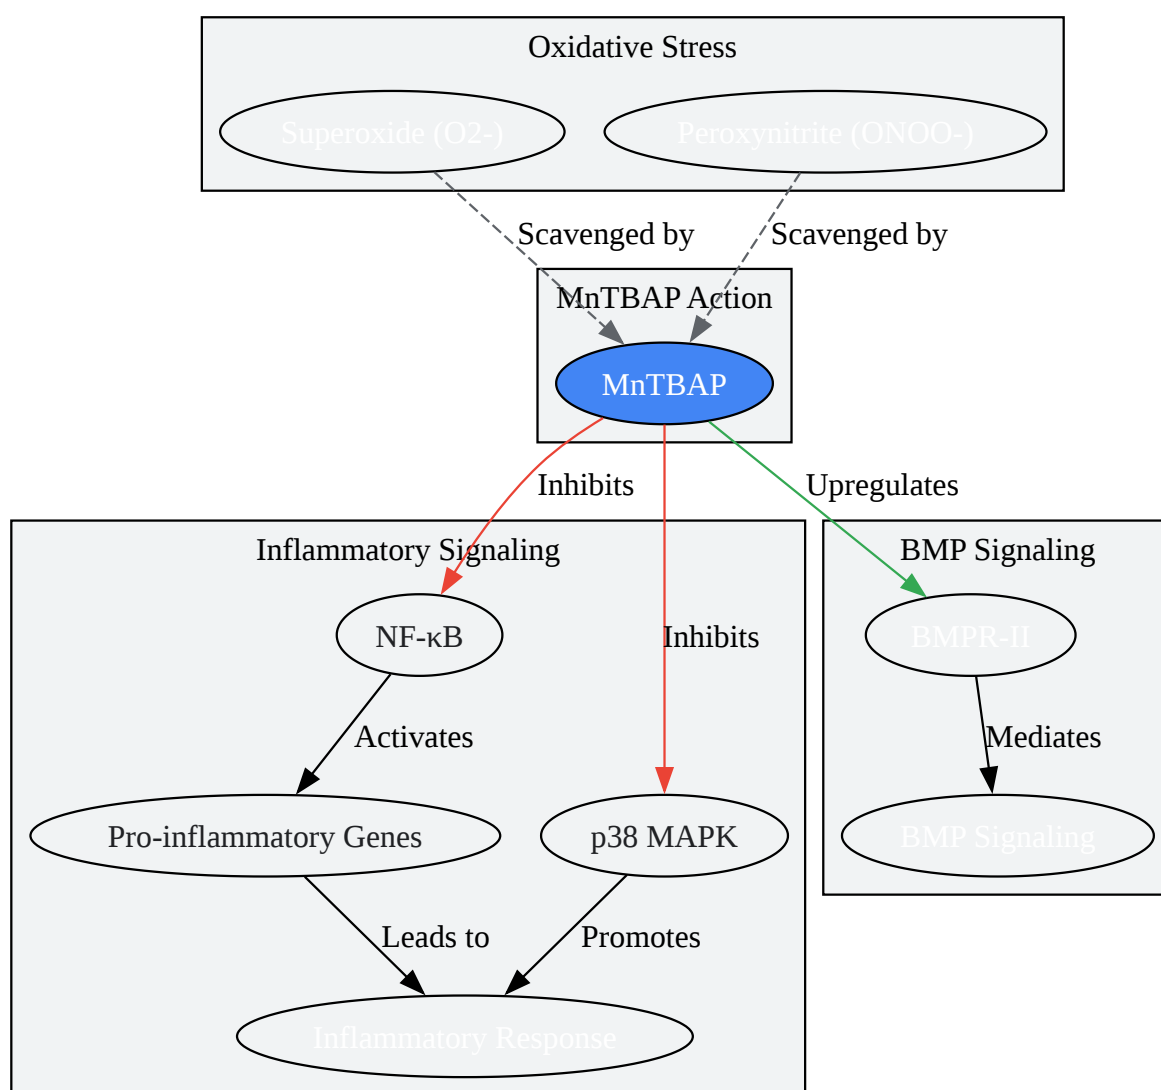 Oxidative Stress
Superoxide (O2-)
Peroxynitrite (ONOO-)
Scavenged by
Scavenged by
MnTBAP Action
MnTBAP
Inhibits
Upregulates
Inflammatory Signaling
BMP Signaling
NF-κB
Inhibits
BMPR-II
Activates
Mediates
Pro-inflammatory Genes
p38 MAPK
BMP Signaling
Leads to
Promotes
Inflammatory Response